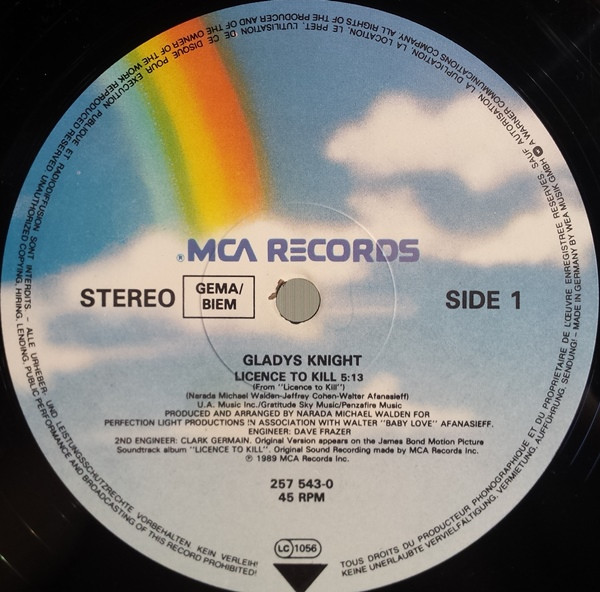 ®MCA RECORDS
STEREO
GEMA/
BIEM
SIDE 1
GLADYS KNIGHT
LICENCE TO KILL 5:13
(From "Licence to Kill")
(Narada Michael Walden-Jeffrey Cohen-Walter Afanasieff)
U.A. Music Inc./Gratitude Sky Music/Penzafire Music
PRODUCED AND ARRANGED BY NARADA MICHAEL WALDEN FOR
PERFECTION LIGHT PRODUCTIONS IN ASSOCIATION WITH WALTER "BABY LOVE" AFANASIEFF.
ENGINEER: DAVE FRAZER
2ND ENGINEER: CLARK GERMAIN. Original Version appears on the James Bond Motion Picture
Soundtrack album "LICENCE TO KILL". Original Sound Recording made by MCA Records Inc.
℗ 1989 MCA Records Inc.
257 543-0
45 RPM
LC 1056
TOUS DROITS DU PRODUCTEUR PHONOGRAPHIQUE ET DU PROPRIETAIRE DE L'ŒUVRE ENREGISTREE RESERVES. SAUF AUTORISATION, LA DUPLICATION, LA LOCATION, LE PRET, L'UTILISATION DE CE DISQUE POUR EXECUTION PUBLIQUE ET RADIODIFFUSION SONT INTERDITS - ALLE URHEBER- UND LEISTUNGSSCHUTZRECHTE VORBEHALTEN. KEIN VERLEIH!
KEINE UNERLAUBTE VERVIELFÄLTIGUNG, VERMIETUNG, AUFFÜHRUNG, SENDUNG! - MADE IN GERMANY BY WEA MUSIK GMBH A WARNER COMMUNICATIONS COMPANY. ALL RIGHTS OF THE PRODUCER AND OF THE OWNER OF THE WORK REPRODUCED RESERVED. UNAUTHORIZED COPYING, HIRING, LENDING, PUBLIC PERFORMANCE AND BROADCASTING OF THIS RECORD PROHIBITED!